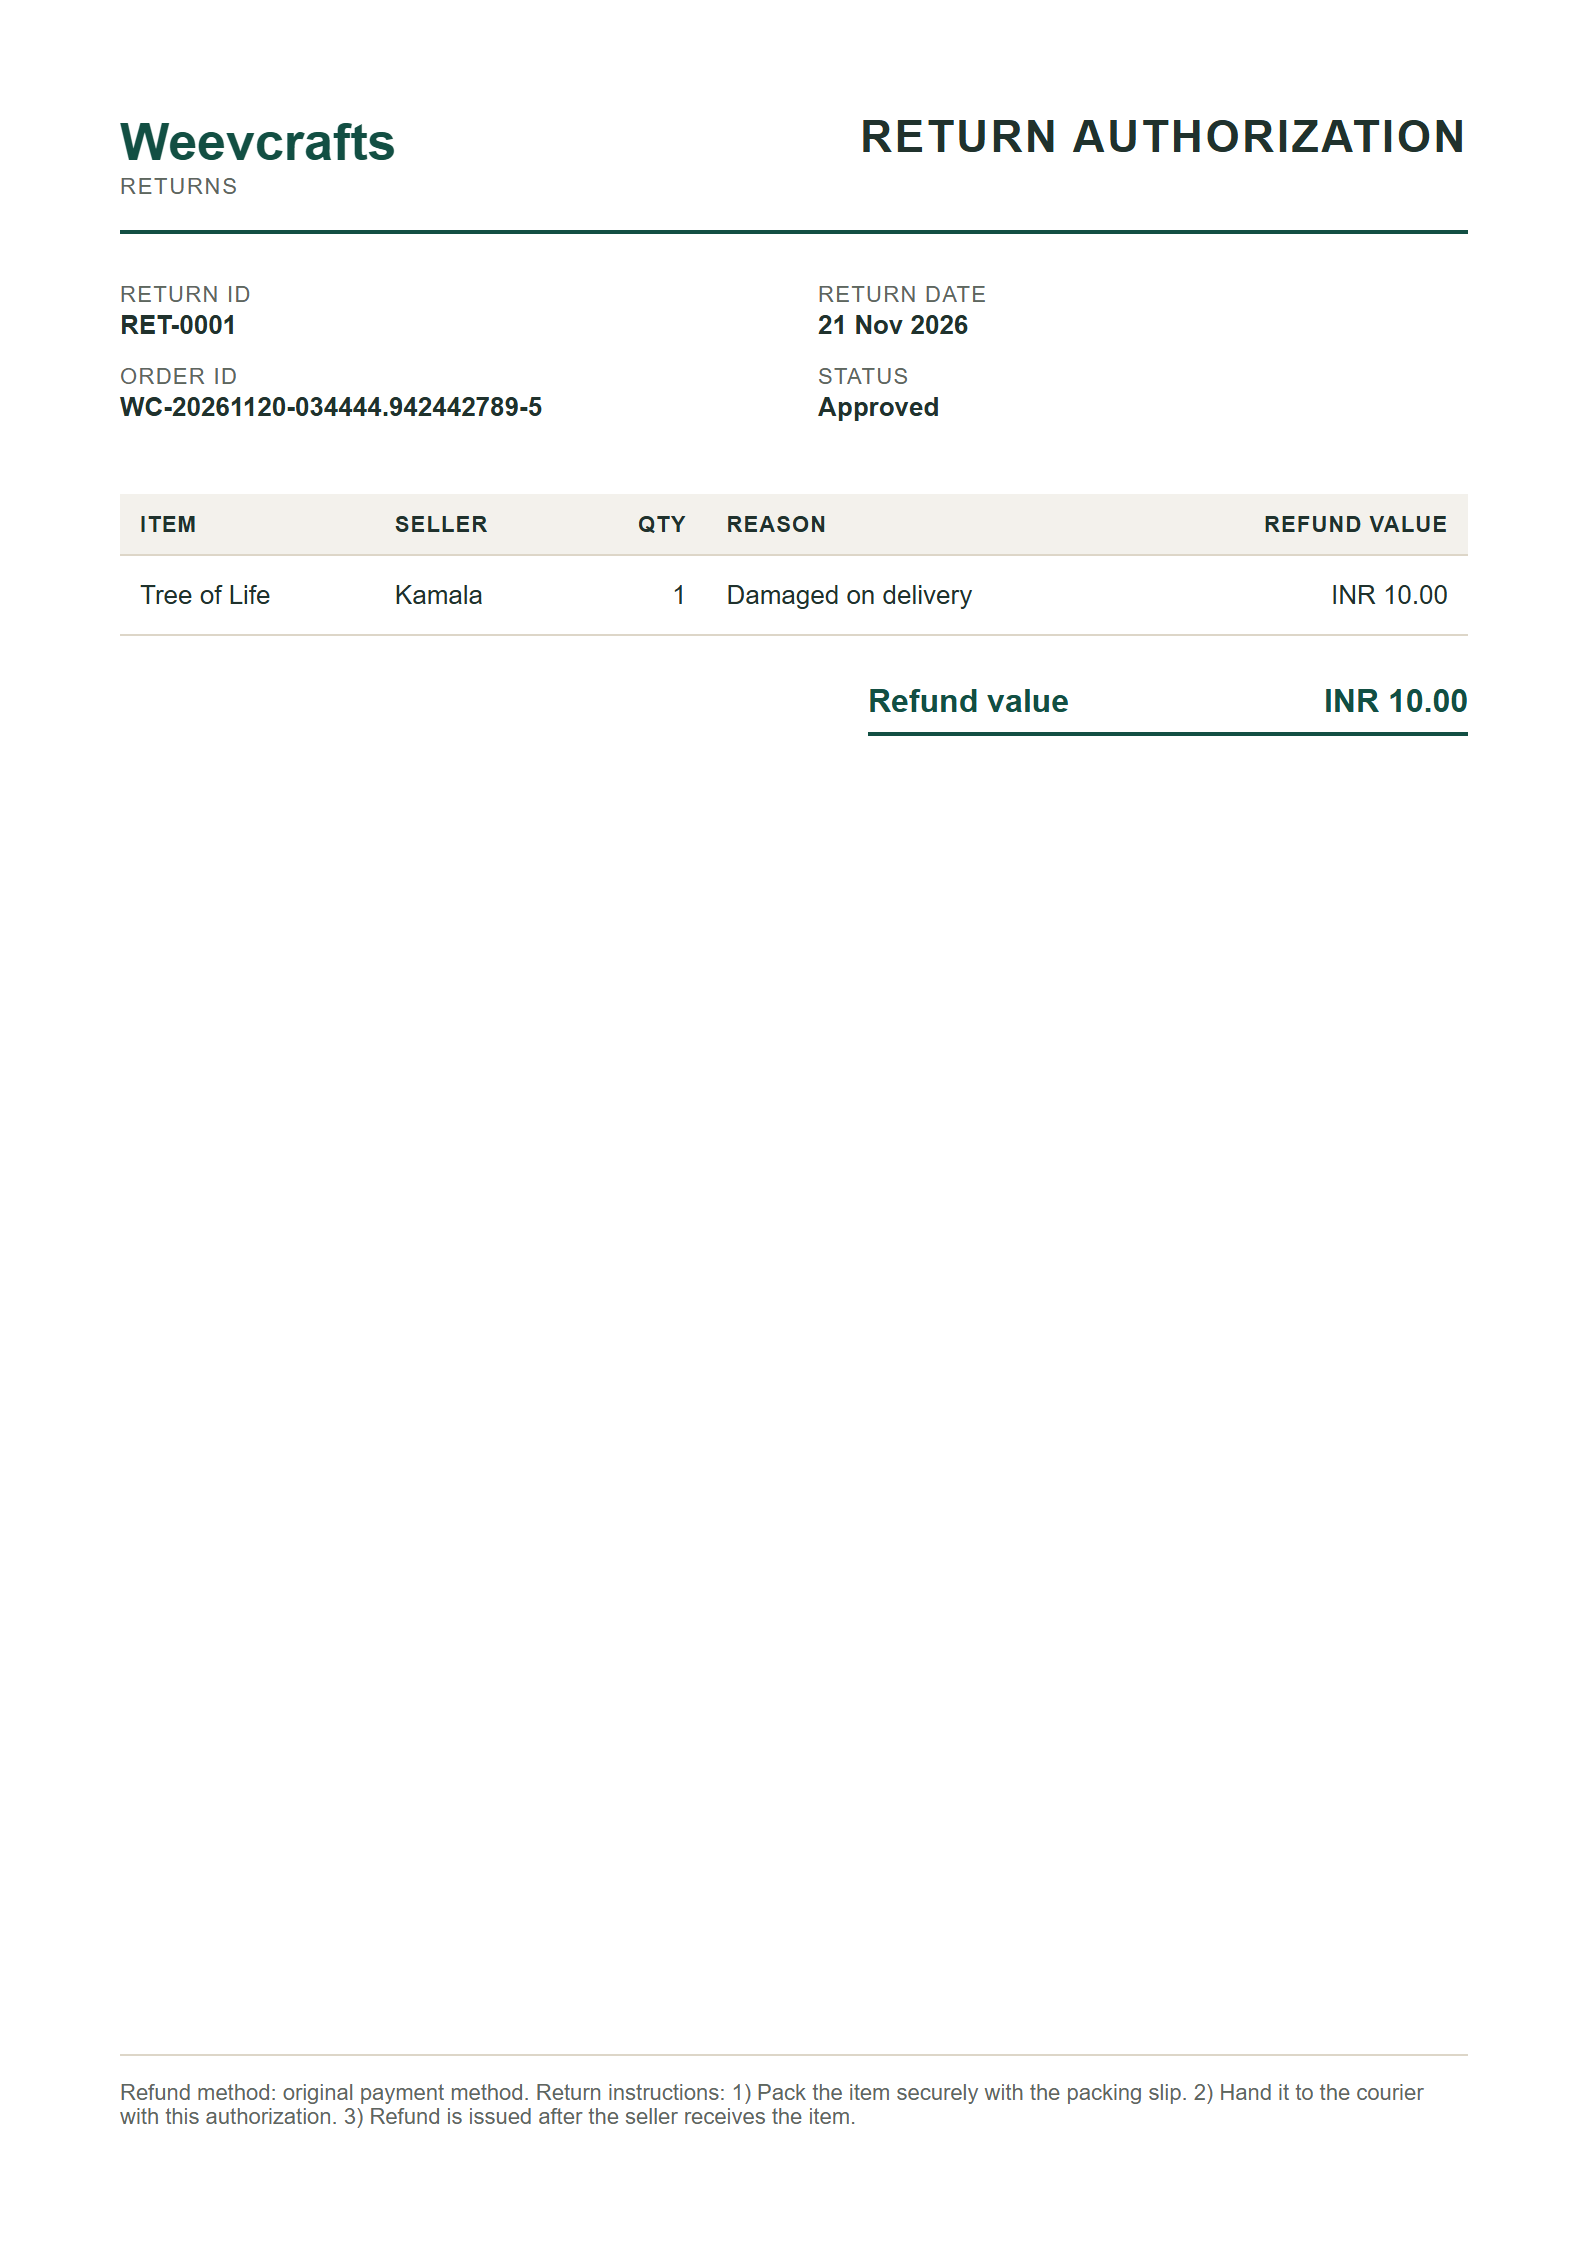 Weevcrafts
RETURNS
RETURN AUTHORIZATION
RETURN ID
RET-0001
RETURN DATE
21 Nov 2026
ORDER ID
WC-20261120-034444.942442789-5
STATUS
Approved
ITEM SELLER QTY REASON REFUND VALUE
Tree of Life Kamala 1 Damaged on delivery INR 10.00
Refund value INR 10.00
Refund method: original payment method. Return instructions: 1) Pack the item securely with the packing slip. 2) Hand it to the courier
with this authorization. 3) Refund is issued after the seller receives the item.